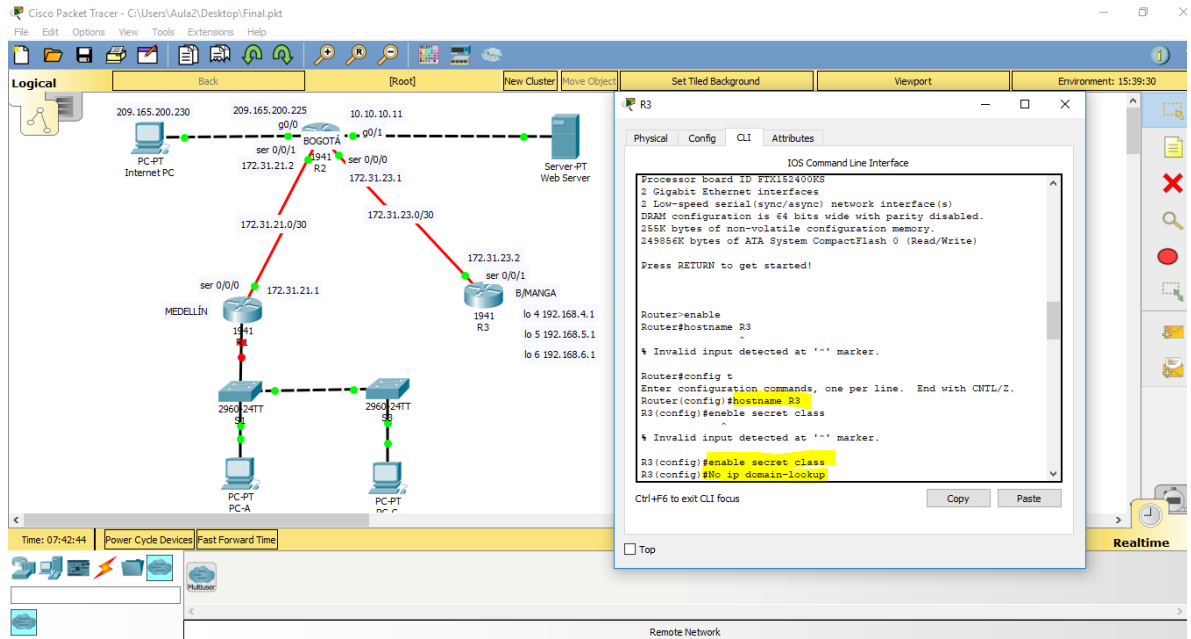 Cisco Packet Tracer - C:\Users\Aula2\Desktop\Final.pkt
File Edit Options View Tools Extensions Help
Logical Back [Root] New Cluster Move Object Set Tiled Background Viewport Environment: 15:39:30
209.165.200.230
209.165.200.225
g0/0
10.10.10.11
g0/1
BOGOTÁ
1941
R2
ser 0/0/1
172.31.21.2
ser 0/0/0
172.31.23.1
PC-PT
Internet PC
Server-PT
Web Server
172.31.21.0/30
172.31.23.0/30
172.31.23.2
ser 0/0/1
B/MANGA
1941
R3
lo 4 192.168.4.1
lo 5 192.168.5.1
lo 6 192.168.6.1
ser 0/0/0
172.31.21.1
MEDELLÍN
1941
R1
2960-24TT
S1
2960-24TT
S3
PC-PT
PC-A
PC-PT
PC-C
R3
Physical Config CLI Attributes
IOS Command Line Interface
Processor board ID FTX152400KS
2 Gigabit Ethernet interfaces
2 Low-speed serial(sync/async) network interface(s)
DRAM configuration is 64 bits wide with parity disabled.
255K bytes of non-volatile configuration memory.
249856K bytes of ATA System CompactFlash 0 (Read/Write)
Press RETURN to get started!
Router>enable
Router#hostname R3
^
% Invalid input detected at '^' marker.
Router#config t
Enter configuration commands, one per line. End with CNTL/Z.
Router(config)#hostname R3
R3(config)#eneble secret class
^
% Invalid input detected at '^' marker.
R3(config)#enable secret class
R3(config)#No ip domain-lookup
Ctrl+F6 to exit CLI focus
Copy Paste
Top
Time: 07:42:44 Power Cycle Devices Fast Forward Time
Realtime
Multiuser
Remote Network